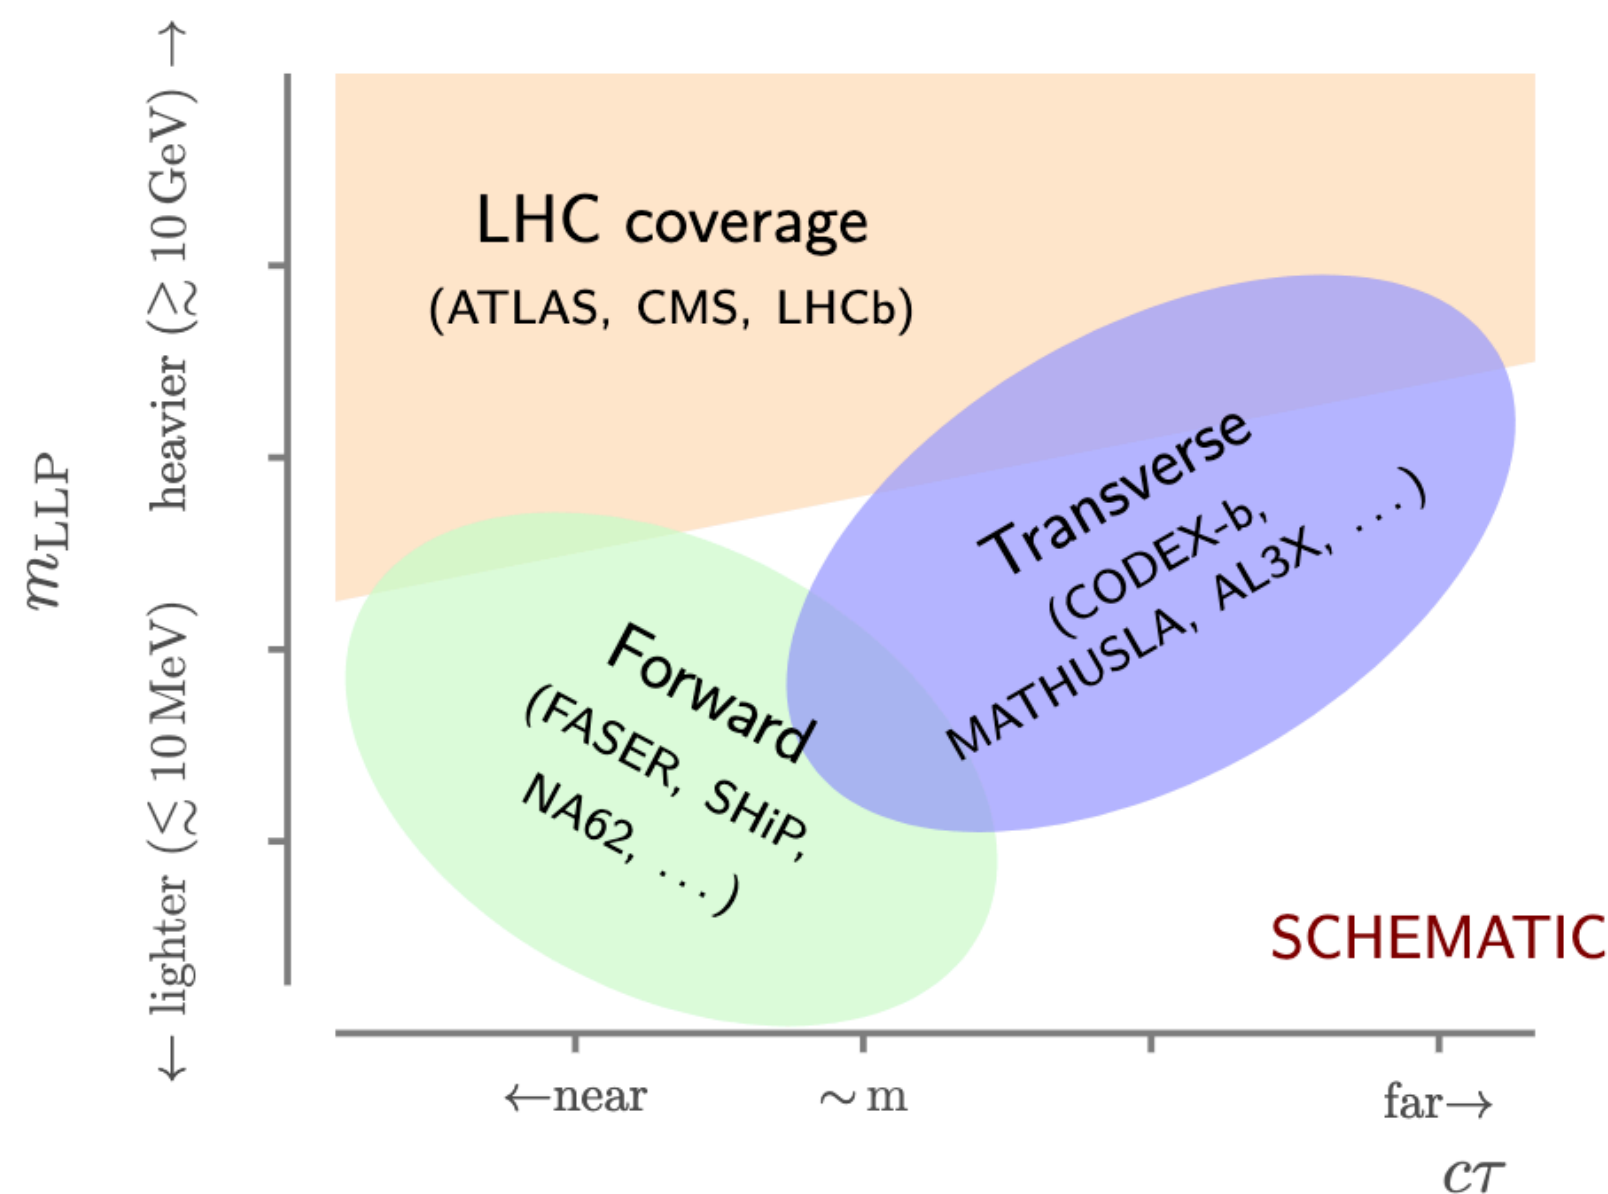 LHC coverage
(ATLAS, CMS, LHCb)
Transverse
(CODEX-b,
MATHUSLA, AL3X, ...)
Forward
(FASER, SHiP,
NA62, ...)
SCHEMATIC
m_LLP
← lighter (≲ 10 MeV) heavier (≳ 10 GeV) →
←near ∼ m far→
cτ